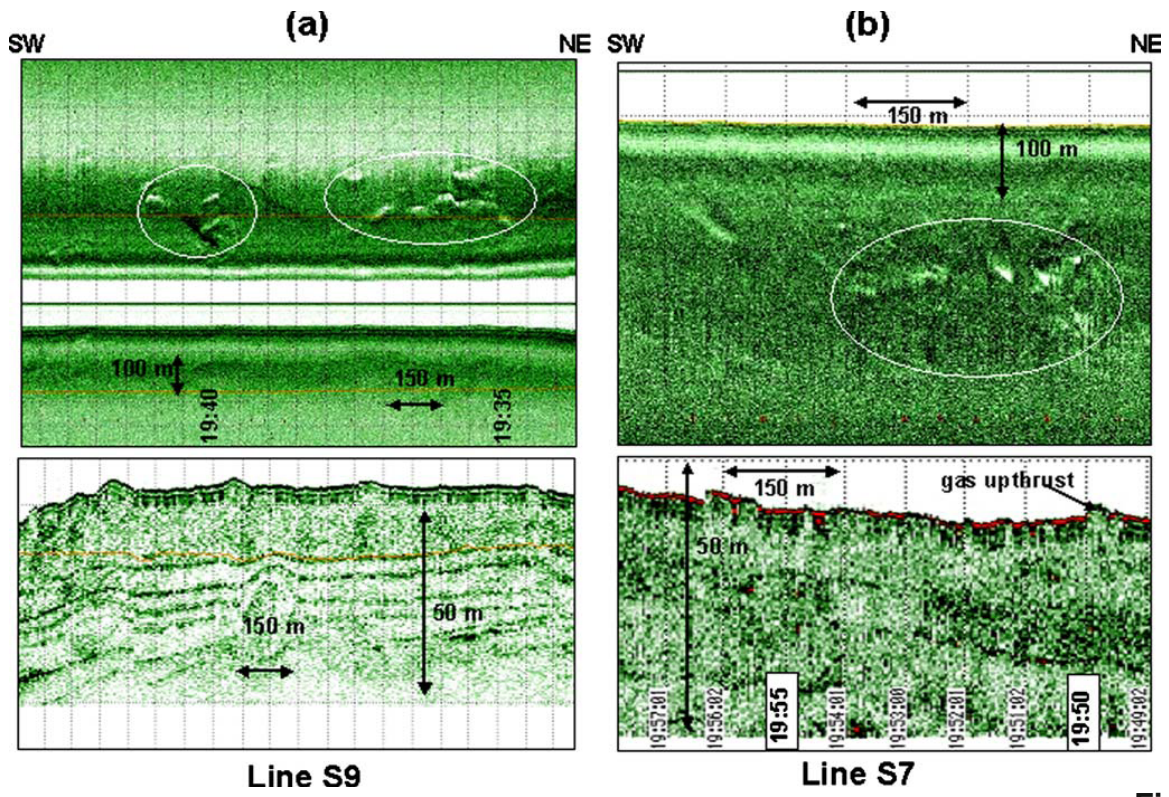 (a)
SW
NE
100 m
150 m
19:40
19:35
150 m
50 m
Line S9
(b)
SW
NE
150 m
100 m
150 m
gas upthrust
50 m
19:57:01
19:56:02
19:55
19:54:01
19:53:00
19:52:01
19:51:02
19:50
19:49:02
Line S7